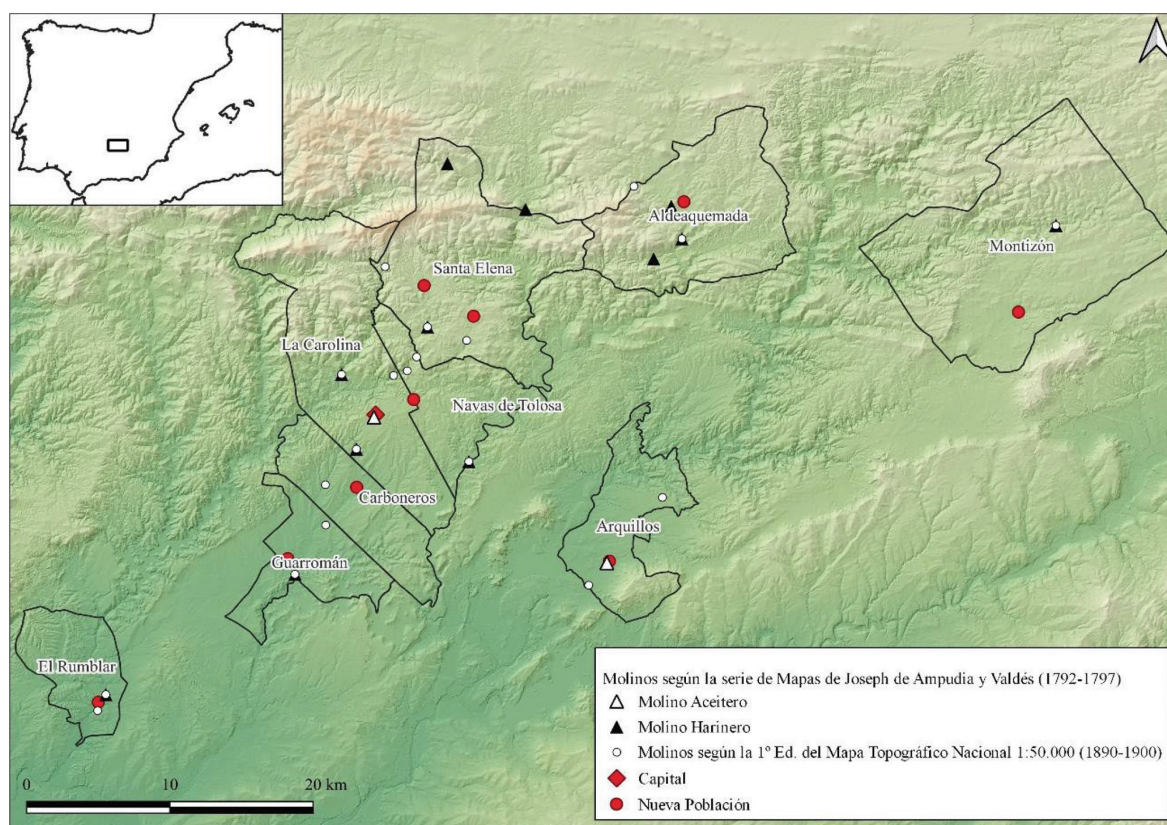 Aldeaquemada
Montizón
Santa Elena
La Carolina
Navas de Tolosa
Carboneros
Arquillos
Guarromán
El Rumblar
Molinos según la serie de Mapas de Joseph de Ampudia y Valdés (1792-1797)
Molino Aceitero
Molino Harinero
Molinos según la 1º Ed. del Mapa Topográfico Nacional 1:50.000 (1890-1900)
Capital
Nueva Población
0 10 20 km